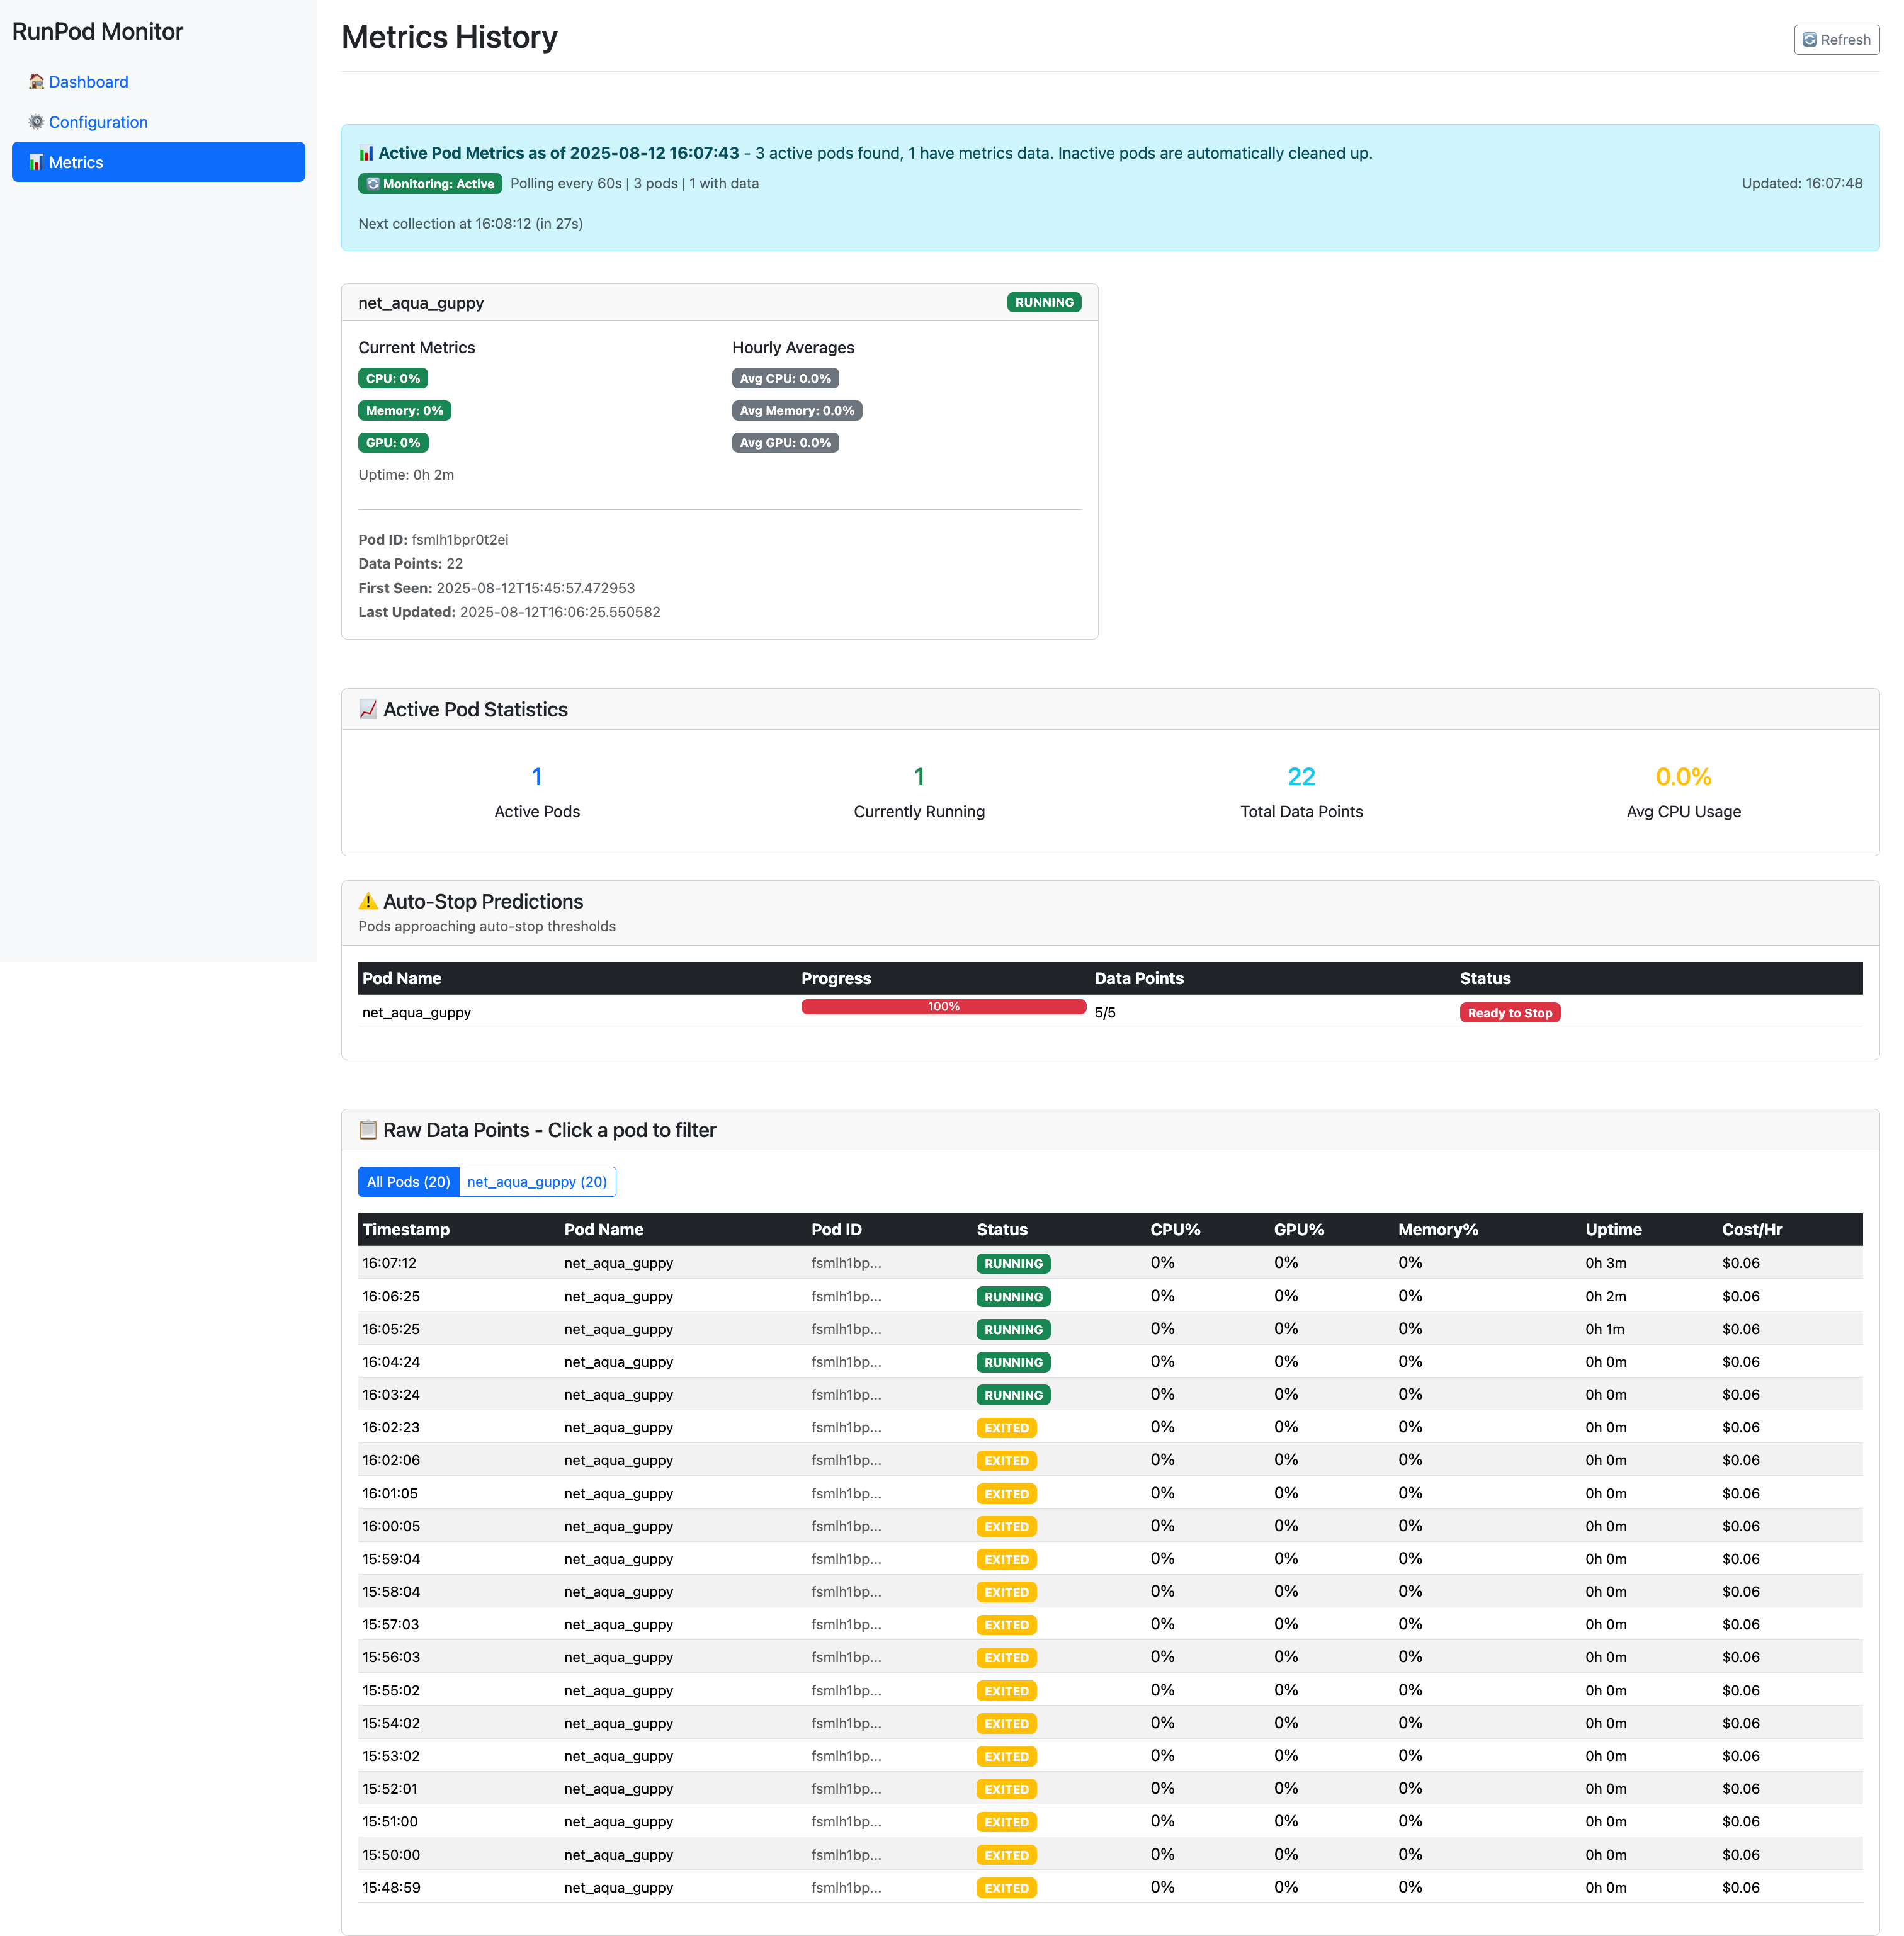 RunPod Monitor
Dashboard
Configuration
Metrics
Metrics History
Refresh
Active Pod Metrics as of 2025-08-12 16:07:43 - 3 active pods found, 1 have metrics data. Inactive pods are automatically cleaned up.
Monitoring: Active Polling every 60s | 3 pods | 1 with data Updated: 16:07:48
Next collection at 16:08:12 (in 27s)
net_aqua_guppy RUNNING
Current Metrics Hourly Averages
CPU: 0% Avg CPU: 0.0%
Memory: 0% Avg Memory: 0.0%
GPU: 0% Avg GPU: 0.0%
Uptime: 0h 2m
Pod ID: fsmlh1bpr0t2ei
Data Points: 22
First Seen: 2025-08-12T15:45:57.472953
Last Updated: 2025-08-12T16:06:25.550582
Active Pod Statistics
1 1 22 0.0%
Active Pods Currently Running Total Data Points Avg CPU Usage
Auto-Stop Predictions
Pods approaching auto-stop thresholds
Pod Name Progress Data Points Status
net_aqua_guppy 100% 5/5 Ready to Stop
Raw Data Points - Click a pod to filter
All Pods (20) net_aqua_guppy (20)
Timestamp Pod Name Pod ID Status CPU% GPU% Memory% Uptime Cost/Hr
16:07:12 net_aqua_guppy fsmlh1bp... RUNNING 0% 0% 0% 0h 3m $0.06
16:06:25 net_aqua_guppy fsmlh1bp... RUNNING 0% 0% 0% 0h 2m $0.06
16:05:25 net_aqua_guppy fsmlh1bp... RUNNING 0% 0% 0% 0h 1m $0.06
16:04:24 net_aqua_guppy fsmlh1bp... RUNNING 0% 0% 0% 0h 0m $0.06
16:03:24 net_aqua_guppy fsmlh1bp... RUNNING 0% 0% 0% 0h 0m $0.06
16:02:23 net_aqua_guppy fsmlh1bp... EXITED 0% 0% 0% 0h 0m $0.06
16:02:06 net_aqua_guppy fsmlh1bp... EXITED 0% 0% 0% 0h 0m $0.06
16:01:05 net_aqua_guppy fsmlh1bp... EXITED 0% 0% 0% 0h 0m $0.06
16:00:05 net_aqua_guppy fsmlh1bp... EXITED 0% 0% 0% 0h 0m $0.06
15:59:04 net_aqua_guppy fsmlh1bp... EXITED 0% 0% 0% 0h 0m $0.06
15:58:04 net_aqua_guppy fsmlh1bp... EXITED 0% 0% 0% 0h 0m $0.06
15:57:03 net_aqua_guppy fsmlh1bp... EXITED 0% 0% 0% 0h 0m $0.06
15:56:03 net_aqua_guppy fsmlh1bp... EXITED 0% 0% 0% 0h 0m $0.06
15:55:02 net_aqua_guppy fsmlh1bp... EXITED 0% 0% 0% 0h 0m $0.06
15:54:02 net_aqua_guppy fsmlh1bp... EXITED 0% 0% 0% 0h 0m $0.06
15:53:02 net_aqua_guppy fsmlh1bp... EXITED 0% 0% 0% 0h 0m $0.06
15:52:01 net_aqua_guppy fsmlh1bp... EXITED 0% 0% 0% 0h 0m $0.06
15:51:00 net_aqua_guppy fsmlh1bp... EXITED 0% 0% 0% 0h 0m $0.06
15:50:00 net_aqua_guppy fsmlh1bp... EXITED 0% 0% 0% 0h 0m $0.06
15:48:59 net_aqua_guppy fsmlh1bp... EXITED 0% 0% 0% 0h 0m $0.06